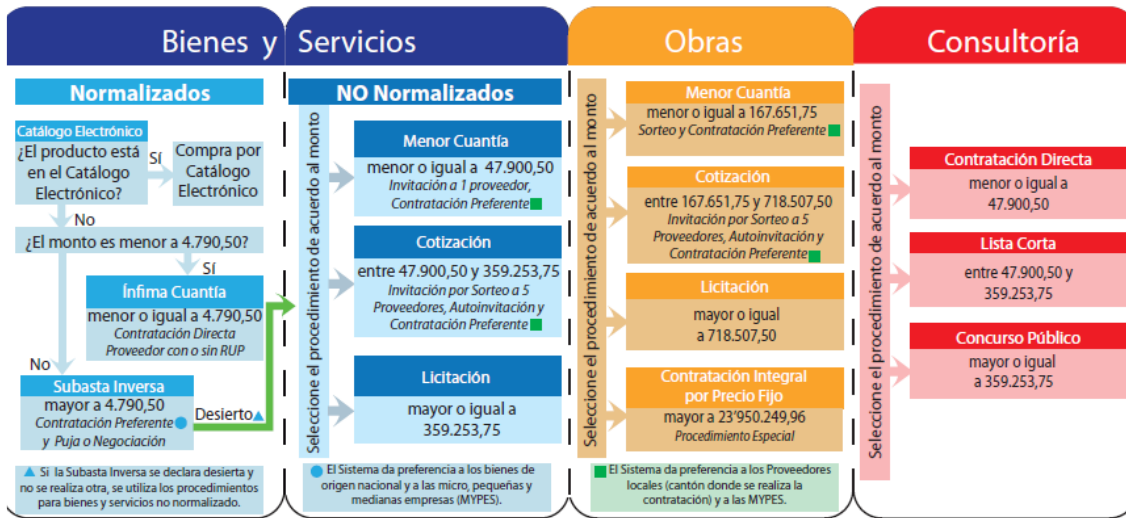 Bienes y Servicios
Normalizados
Catálogo Electrónico
¿El producto está
en el Catálogo
Electrónico?
Sí
Compra por
Catálogo
Electrónico
No
¿El monto es menor a 4.790,50?
Sí
Ínfima Cuantía
menor o igual a 4.790,50
Contratación Directa
Proveedor con o sin RUP
No
Subasta Inversa
mayor a 4.790,50
Contratación Preferente
y Puja o Negociación
Desierto
Si la Subasta Inversa se declara desierta y
no se realiza otra, se utiliza los procedimientos
para bienes y servicios no normalizado.
NO Normalizados
Seleccione el procedimiento de acuerdo al monto
Menor Cuantía
menor o igual a 47.900,50
Invitación a 1 proveedor,
Contratación Preferente
Cotización
entre 47.900,50 y 359.253,75
Invitación por Sorteo a 5
Proveedores, Autoinvitación y
Contratación Preferente
Licitación
mayor o igual a
359.253,75
El Sistema da preferencia a los bienes de
origen nacional y a las micro, pequeñas y
medianas empresas (MYPES).
Obras
Seleccione el procedimiento de acuerdo al monto
Menor Cuantía
menor o igual a 167.651,75
Sorteo y Contratación Preferente
Cotización
entre 167.651,75 y 718.507,50
Invitación por Sorteo a 5
Proveedores, Autoinvitación y
Contratación Preferente
Licitación
mayor o igual
a 718.507,50
Contratación Integral
por Precio Fijo
mayor a 23'950.249,96
Procedimiento Especial
El Sistema da preferencia a los Proveedores
locales (cantón donde se realiza la
contratación) y a las MYPES.
Consultoría
Seleccione el procedimiento de acuerdo al monto
Contratación Directa
menor o igual a
47.900,50
Lista Corta
entre 47.900,50 y
359.253,75
Concurso Público
mayor o igual
a 359.253,75